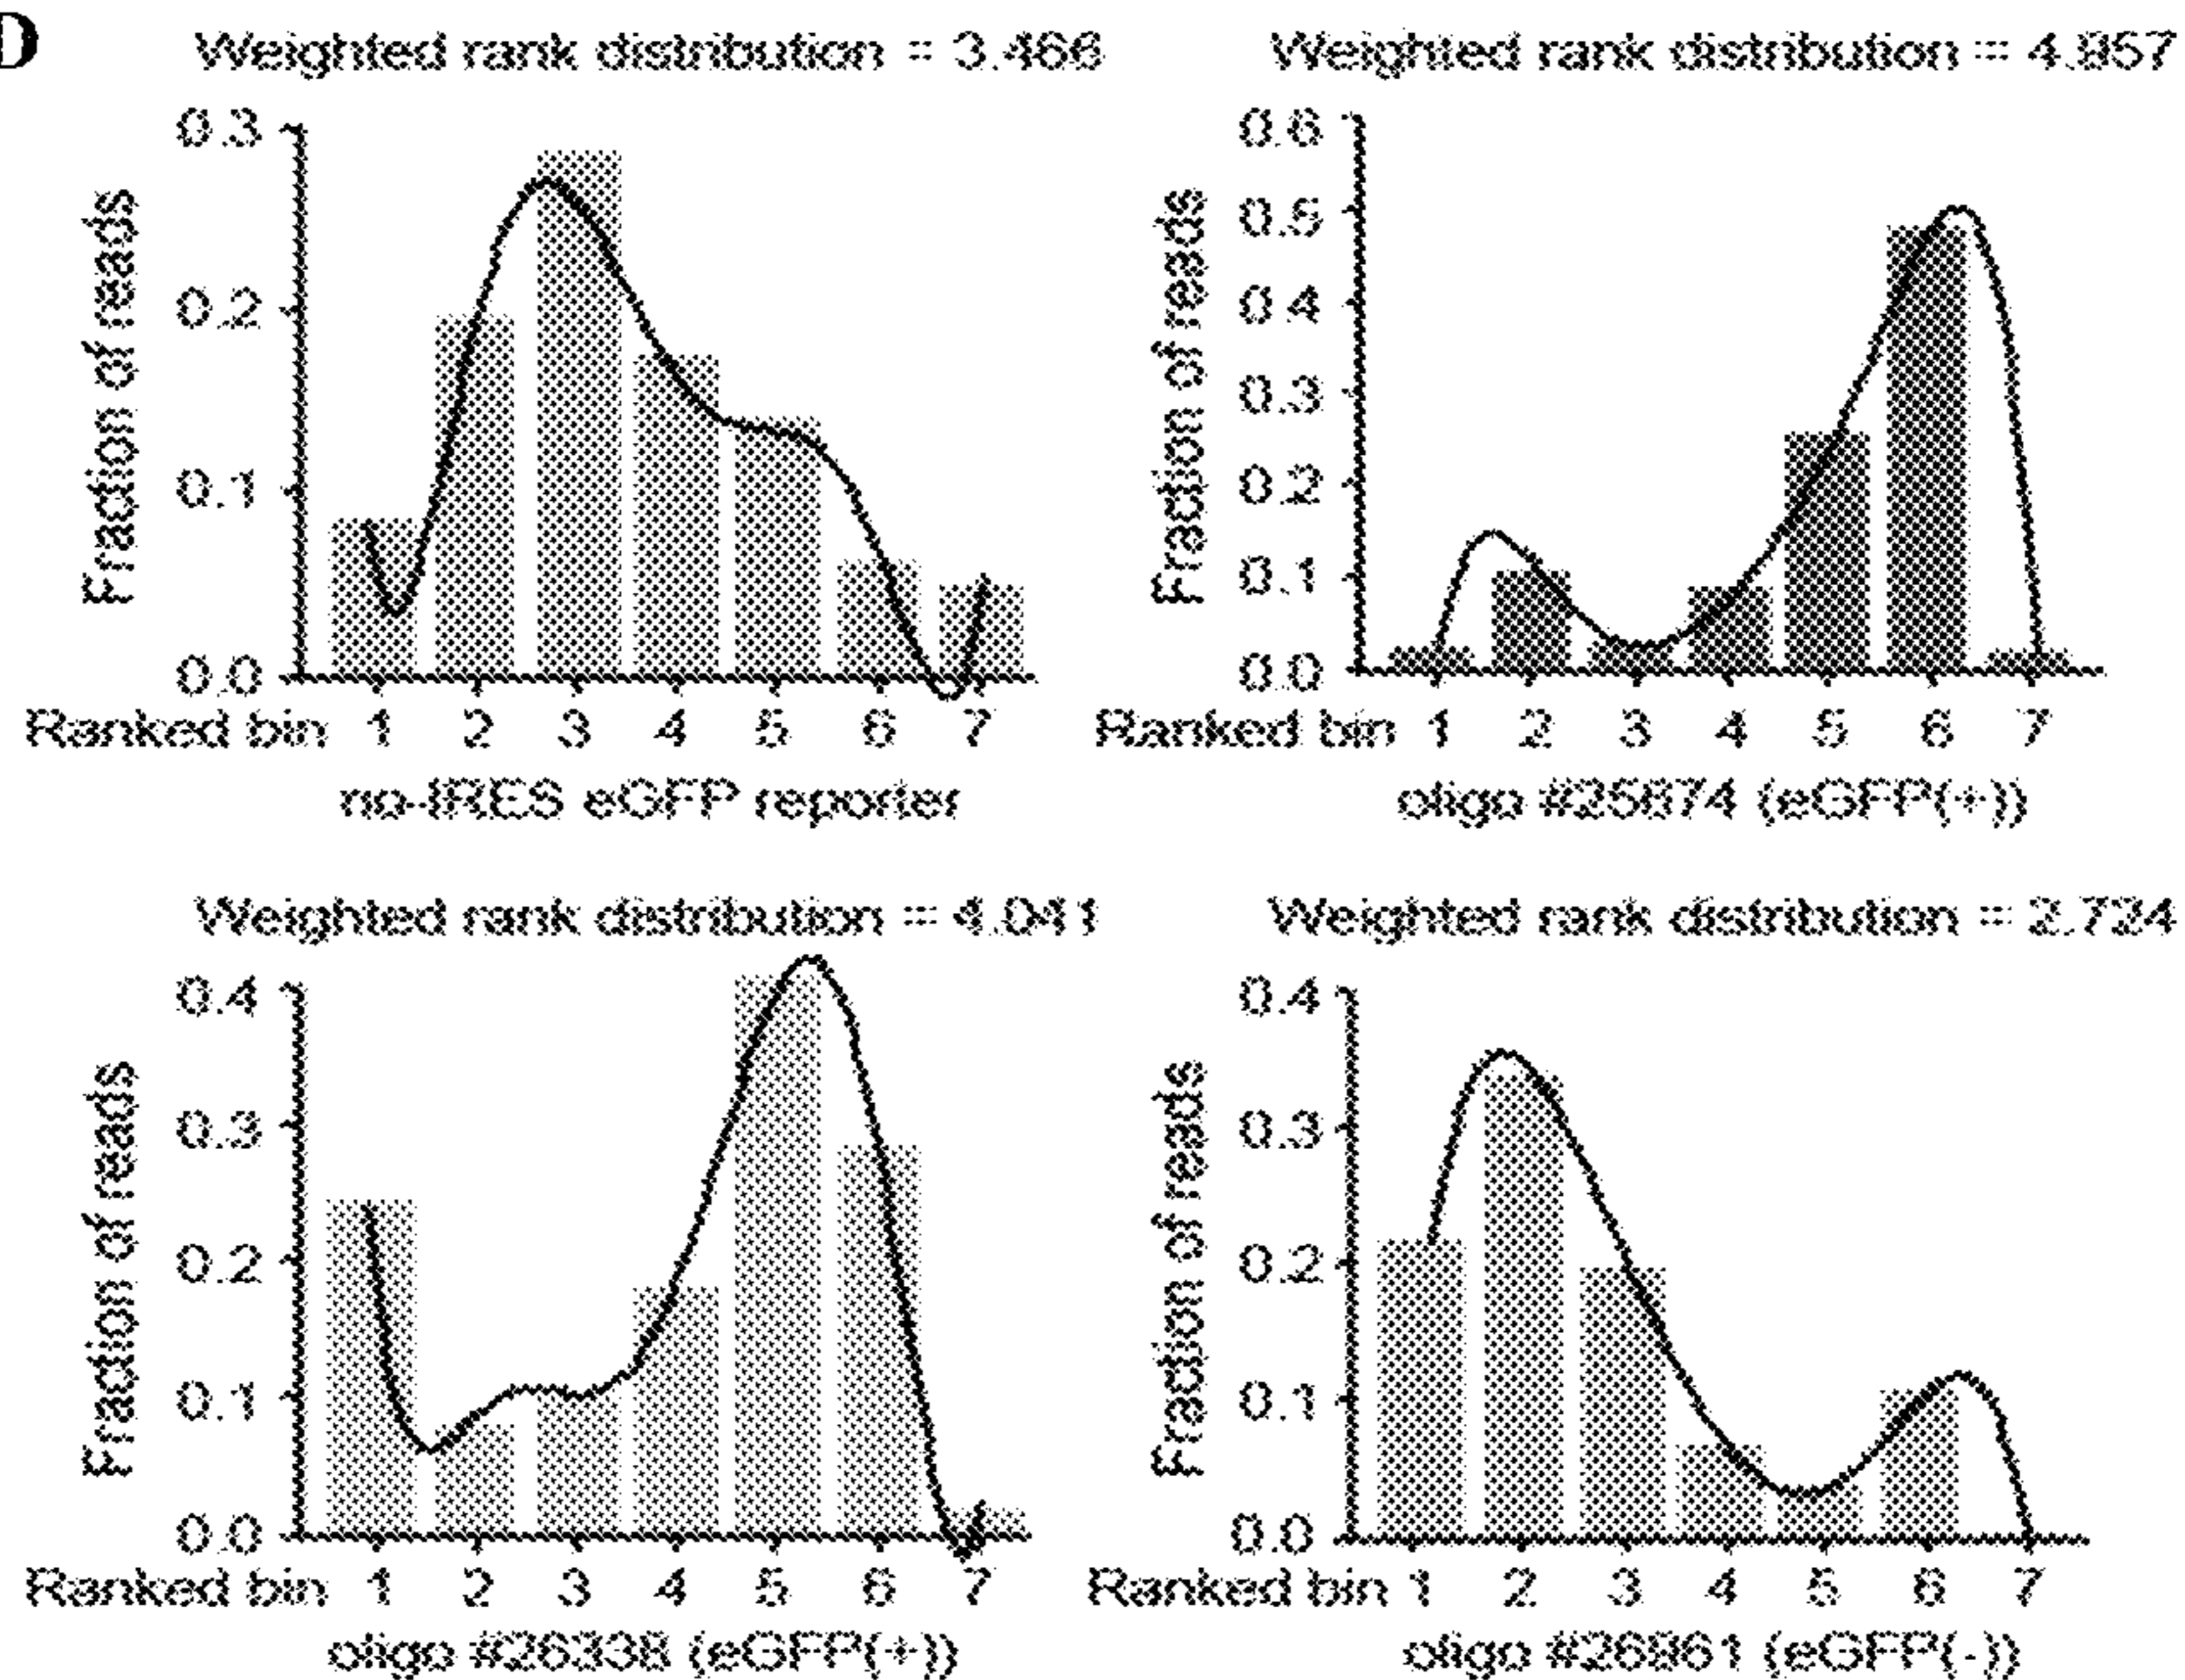 D
Weighted rank distribution = 3.466
Weighted rank distribution = 4.957
Fraction of reads
0.3
0.2
0.1
0.0
Ranked bin 1 2 3 4 5 6 7
no-IRES eGFP reporter
Fraction of reads
0.6
0.5
0.4
0.3
0.2
0.1
0.0
Ranked bin 1 2 3 4 5 6 7
oligo (eGFP(+))
Weighted rank distribution = 4.041
Weighted rank distribution = 2.724
Fraction of reads
0.4
0.3
0.2
0.1
0.0
Ranked bin 1 2 3 4 5 6 7
oligo #26338 (eGFP(+))
Fraction of reads
0.4
0.3
0.2
0.1
0.0
Ranked bin 1 2 3 4 5 6 7
oligo (eGFP(-))